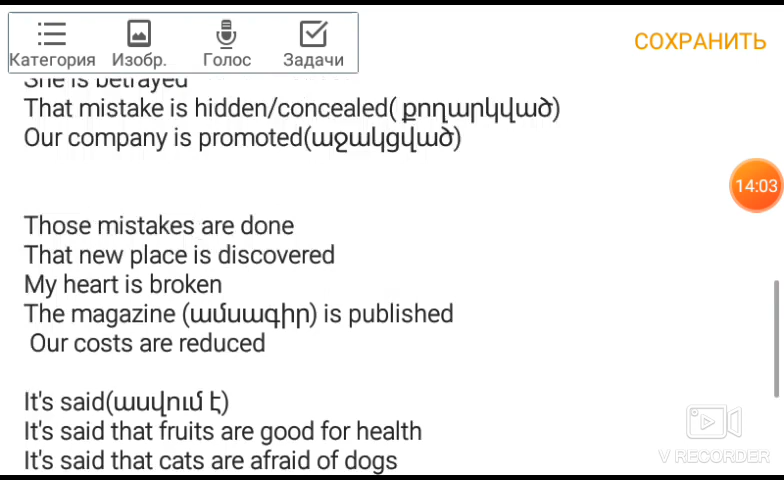 Категория Изобр. Голос Задачи
СОХРАНИТЬ
She is betrayed
That mistake is hidden/concealed( քողարկված)
Our company is promoted(աջակցված)
14:03
Those mistakes are done
That new place is discovered
My heart is broken
The magazine (ամսագիր) is published
Our costs are reduced
It's said(ասվում է)
It's said that fruits are good for health
It's said that cats are afraid of dogs
V RECORDER